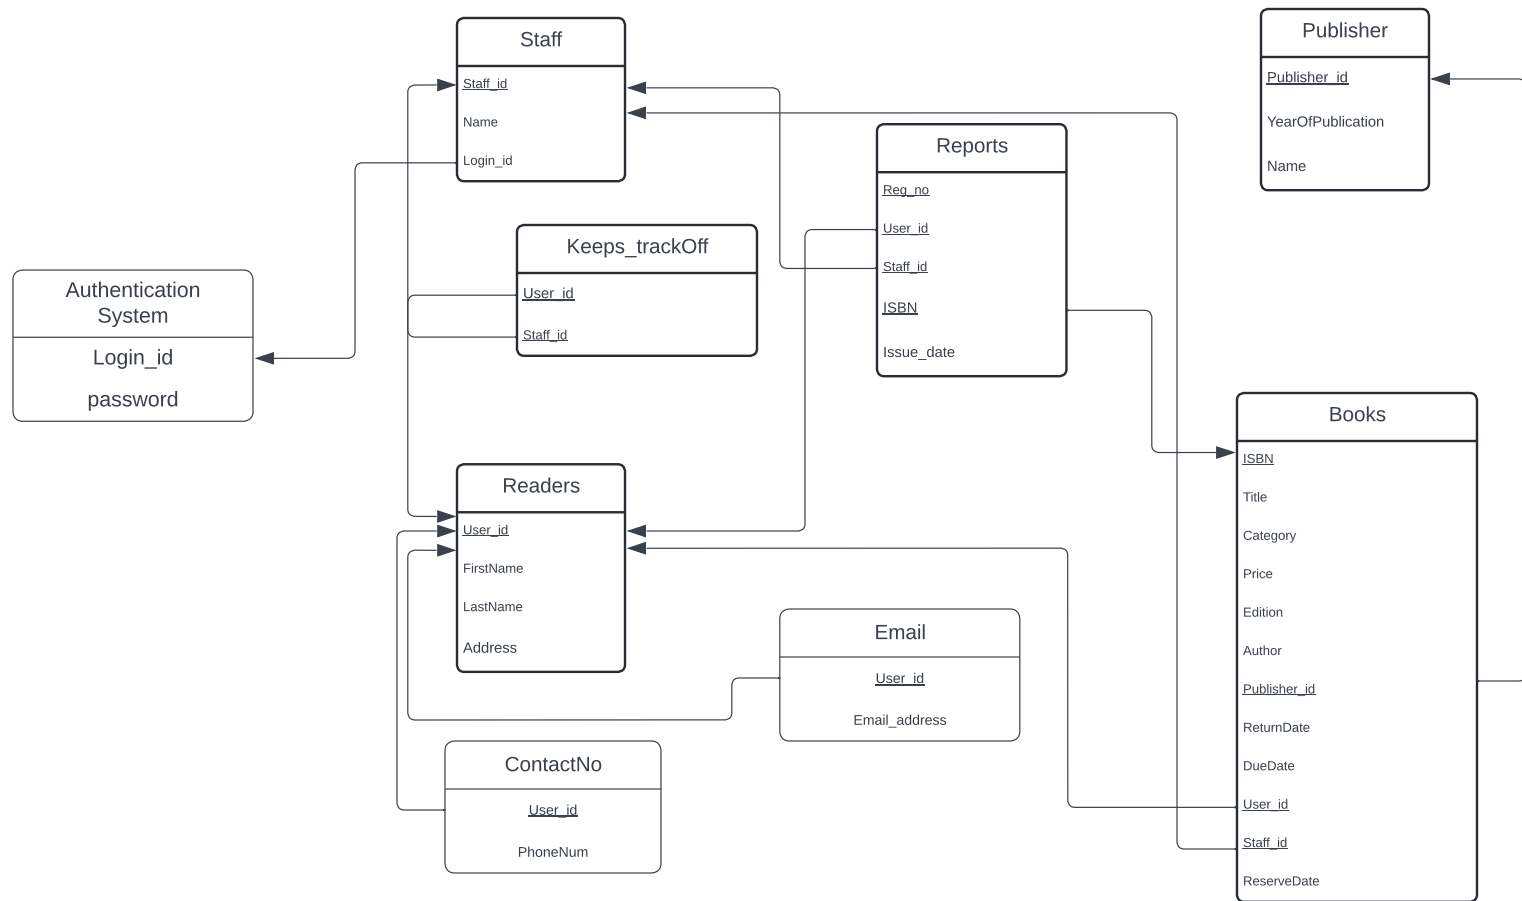 Staff
Staff_id
Name
Login_id
Publisher
Publisher_id
YearOfPublication
Name
Reports
Reg_no
User_id
Staff_id
ISBN
Issue_date
Keeps_trackOff
User_id
Staff_id
Authentication
System
Login_id
password
Books
ISBN
Title
Category
Price
Edition
Author
Publisher_id
ReturnDate
DueDate
User_id
Staff_id
ReserveDate
Readers
User_id
FirstName
LastName
Address
Email
User_id
Email_address
ContactNo
User_id
PhoneNum